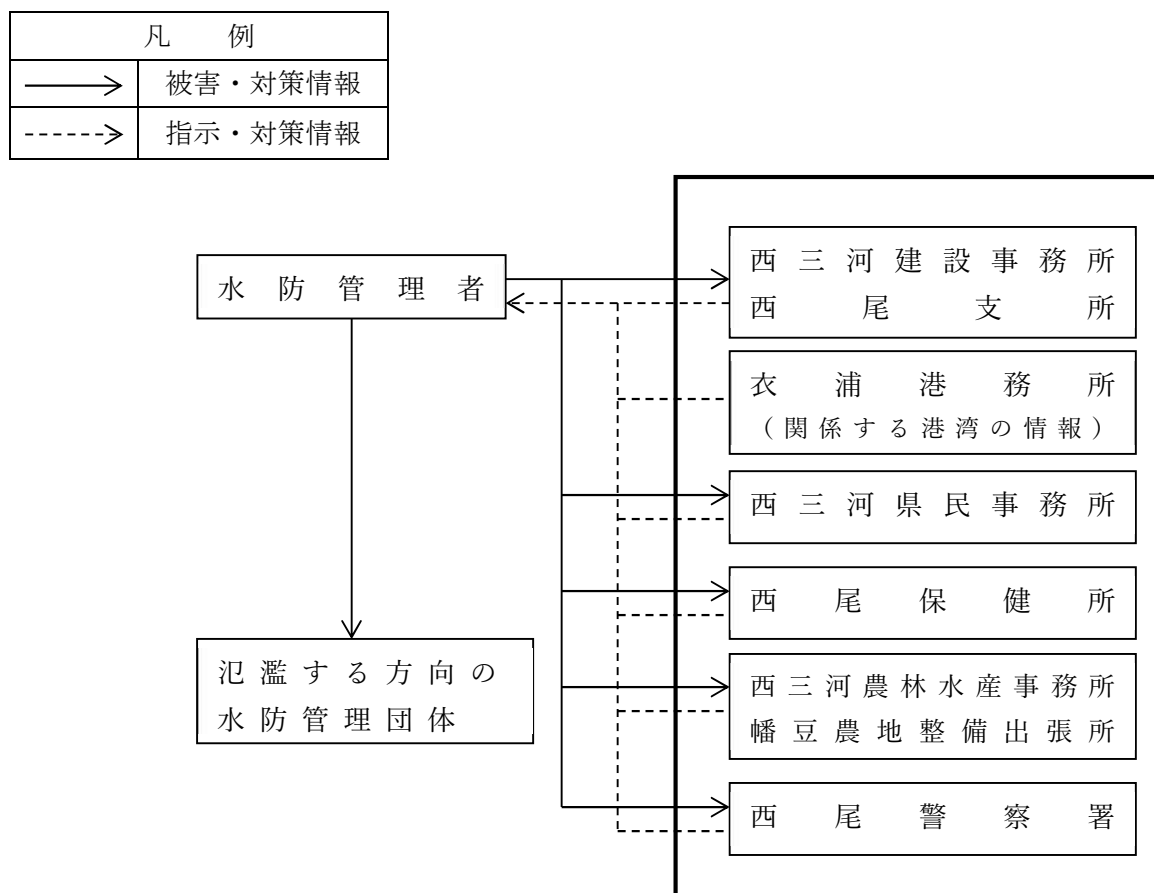 凡例
被害・対策情報
指示・対策情報
水防管理者
氾濫する方向の
水防管理団体
西三河建設事務所
西尾支所
衣浦港務所
（関係する港湾の情報）
西三河県民事務所
西尾保健所
西三河農林水産事務所
幡豆農地整備出張所
西尾警察署